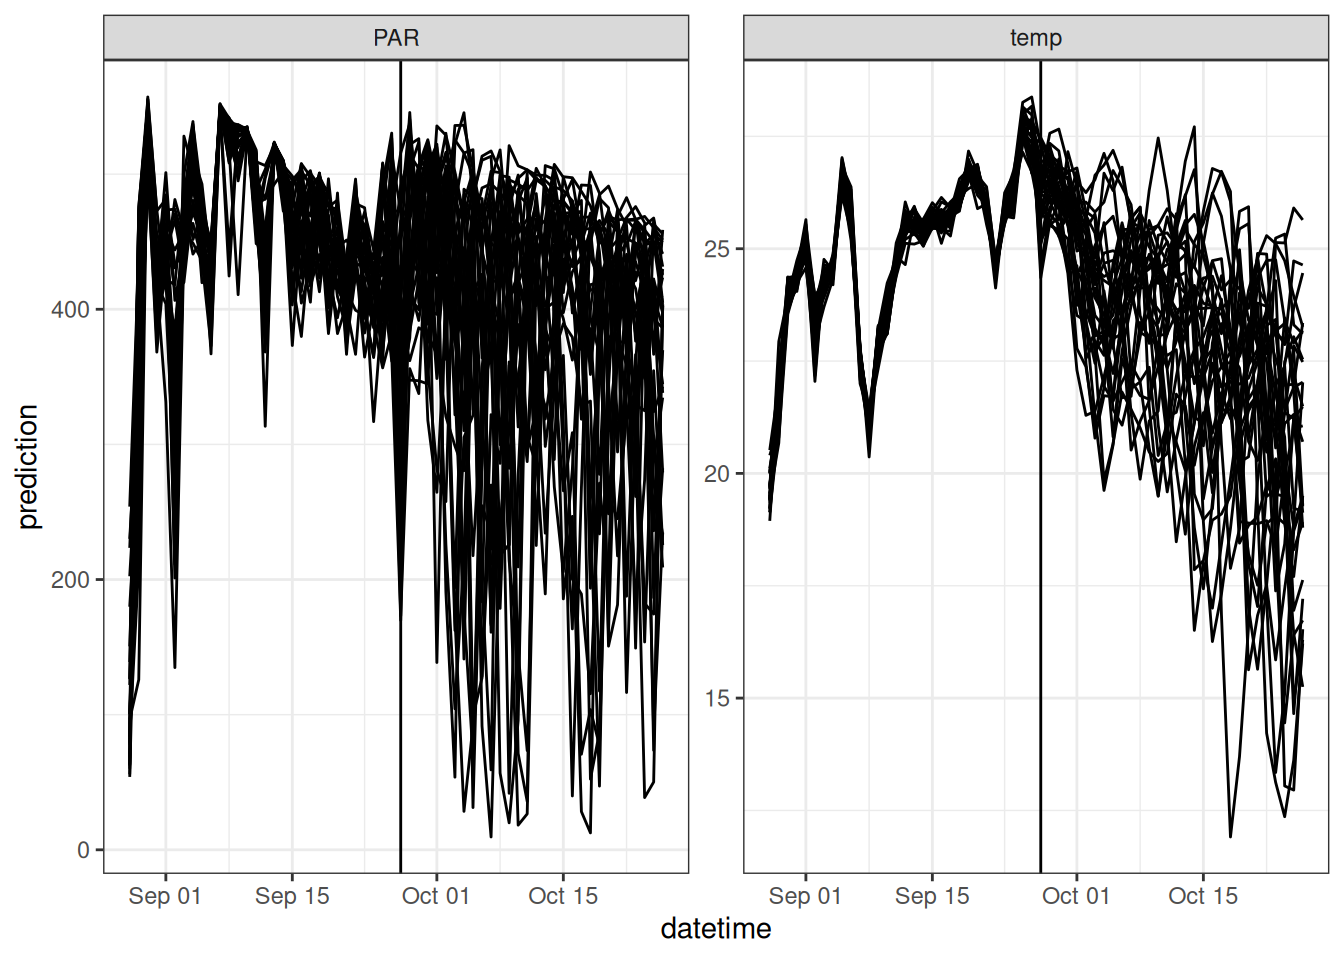 PAR
temp
prediction
400
200
0
25
20
15
Sep 01
Sep 15
Oct 01
Oct 15
Sep 01
Sep 15
Oct 01
Oct 15
datetime